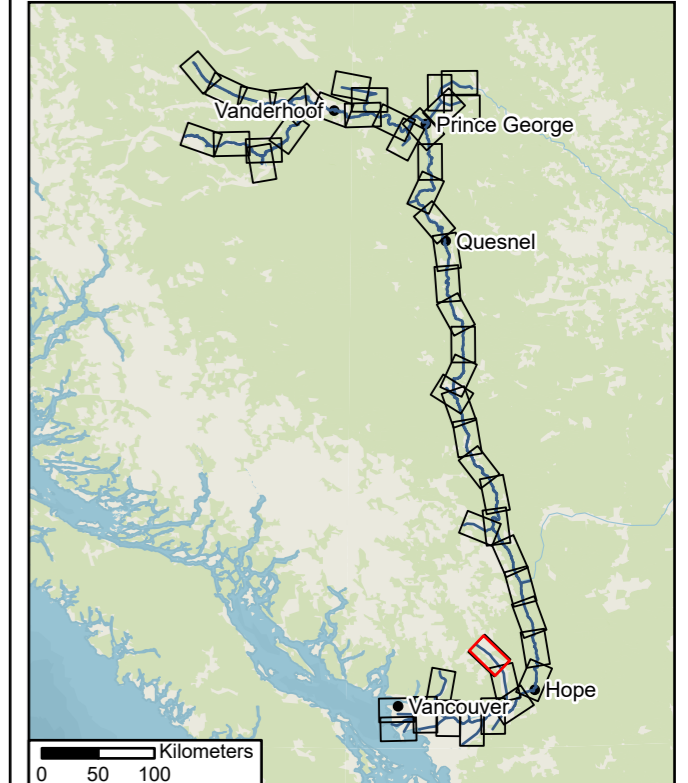 Vanderhoof
Prince George
Quesnel
Hope
Vancouver
Kilometers
0 50 100